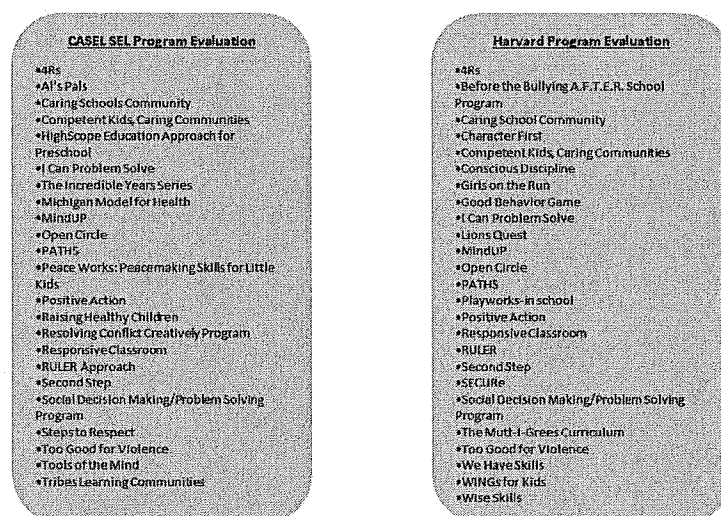 CASEL SEL Program Evaluation
•4Rs
•Al's Pals
•Caring Schools Community
•Competent Kids, Caring Communities
•HighScope Education Approach for
Preschool
•I Can Problem Solve
•The Incredible Years Series
•Michigan Model for Health
•MindUP
•Open Circle
•PATHS
•Peace Works: Peacemaking Skills for Little
Kids
•Positive Action
•Raising Healthy Children
•Resolving Conflict Creatively Program
•Responsive Classroom
•RULER Approach
•Second Step
•Social Decision Making/Problem Solving
Program
•Steps to Respect
•Too Good for Violence
•Tools of the Mind
•Tribes Learning Communities
Harvard Program Evaluation
•4Rs
•Before the Bullying A.F.T.E.R. School
Program
•Caring School Community
•Character First
•Competent Kids, Caring Communities
•Conscious Discipline
•Girls on the Run
•Good Behavior Game
•I Can Problem Solve
•Lions Quest
•MindUP
•Open Circle
•PATHS
•Playworks-in school
•Positive Action
•Responsive Classroom
•RULER
•Second Step
•SECURe
•Social Decision Making/Problem Solving
Program
•The Mutt-I-Grees Curriculum
•Too Good for Violence
•We Have Skills
•WINGs for Kids
•Wise Skills